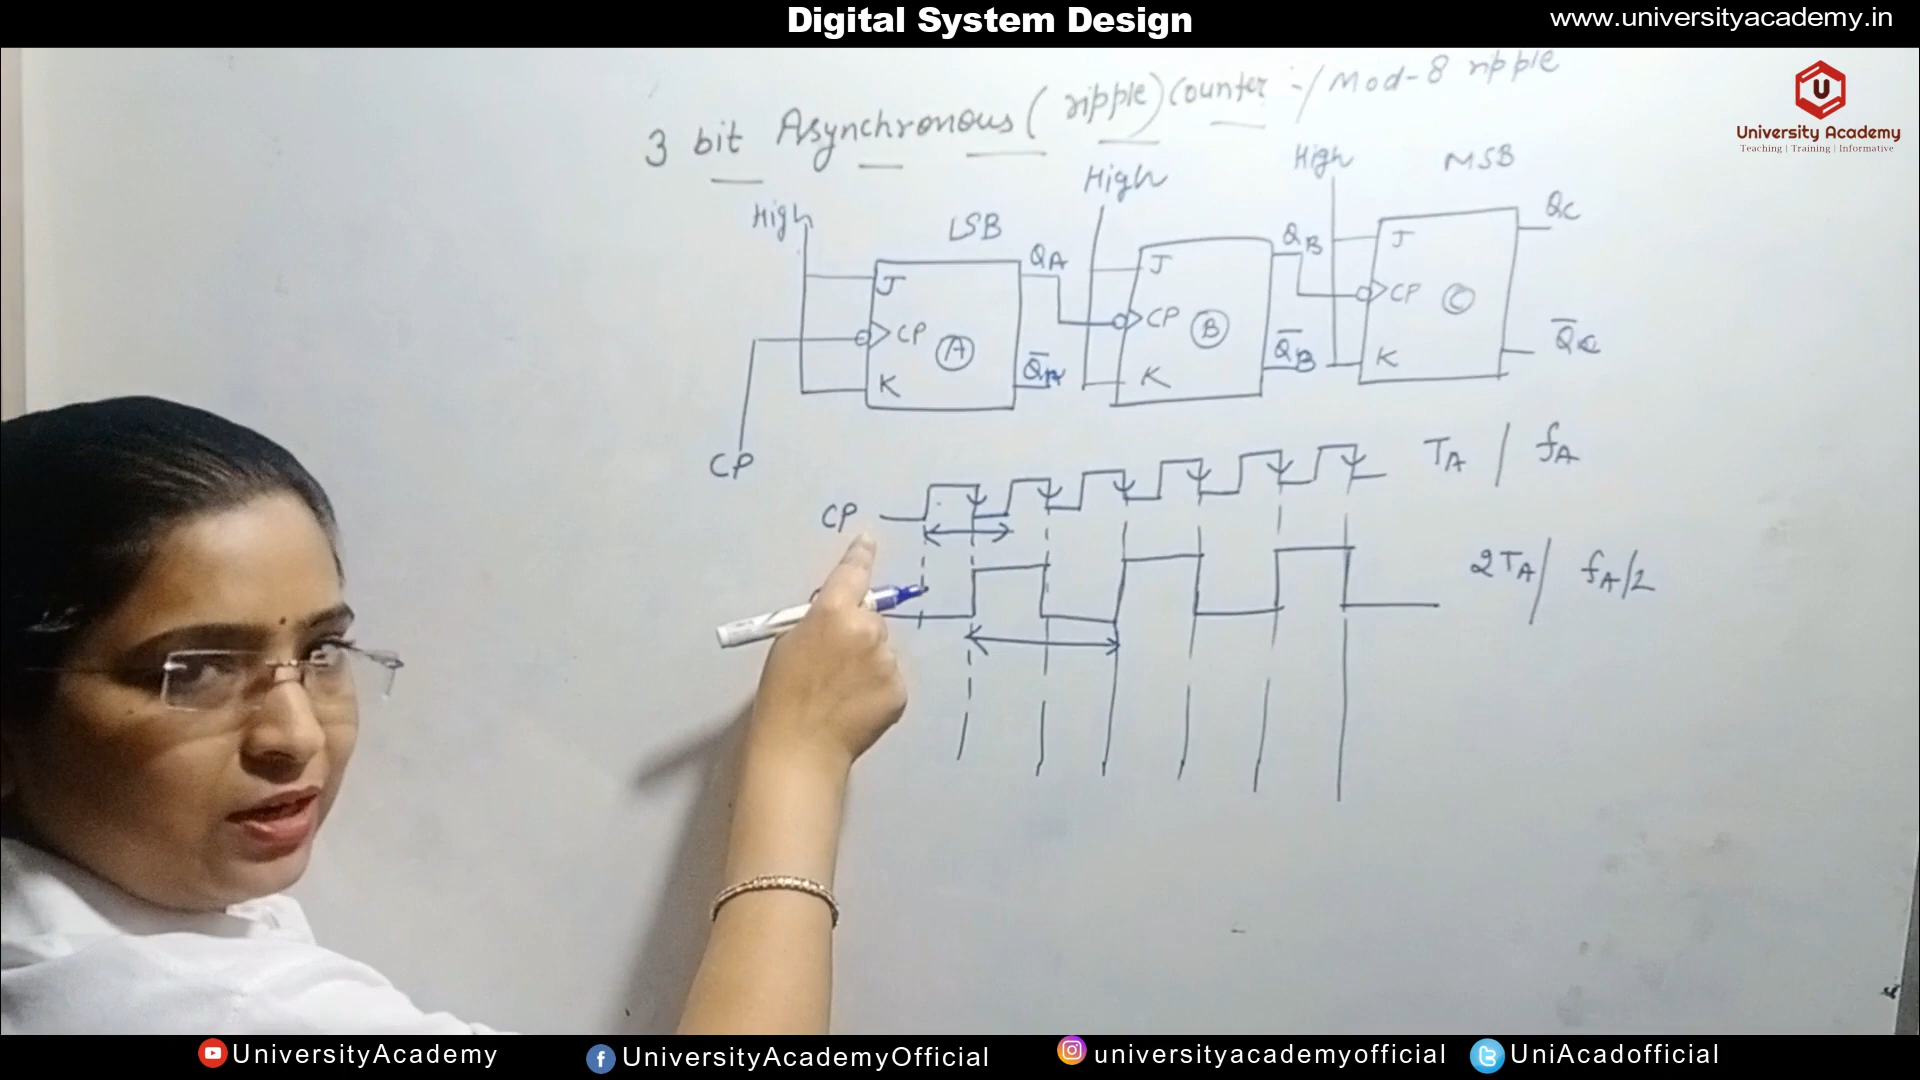 Digital System Design
www.universityacademy.in
3 bit Asynchronous (ripple) Counter :-/ Mod-8 ripple
U
University Academy
Teaching | Training | Informative
High
LSB
High
High
MSB
J
CP
K
A
QA
Q̅A
J
CP
K
B
QB
Q̅B
J
CP
K
C
QC
Q̅C
CP
CP
TA / fA
2TA / fA/2
UniversityAcademy
UniversityAcademyOfficial
universityacademyofficial
UniAcadofficial